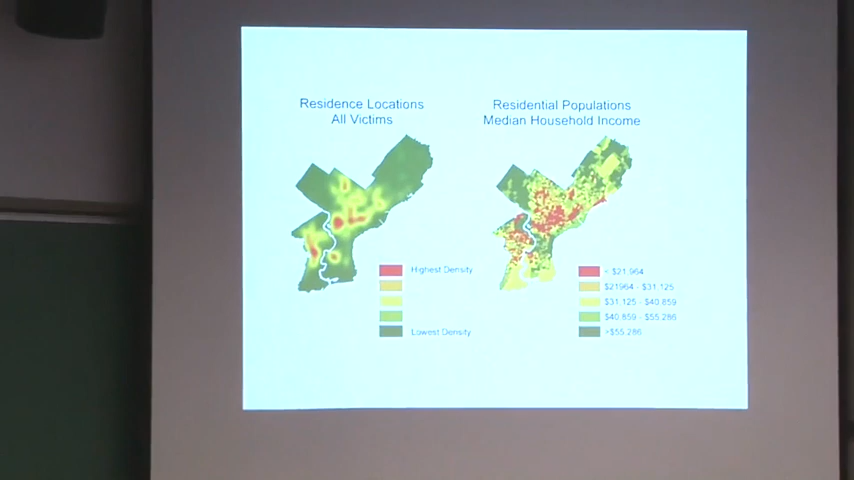 Residence Locations
All Victims
Residential Populations
Median Household Income
Highest Density
Lowest Density
< $21,964
$21964 - $31,125
$31,125 - $40,859
$40,859 - $55,286
>$55,286